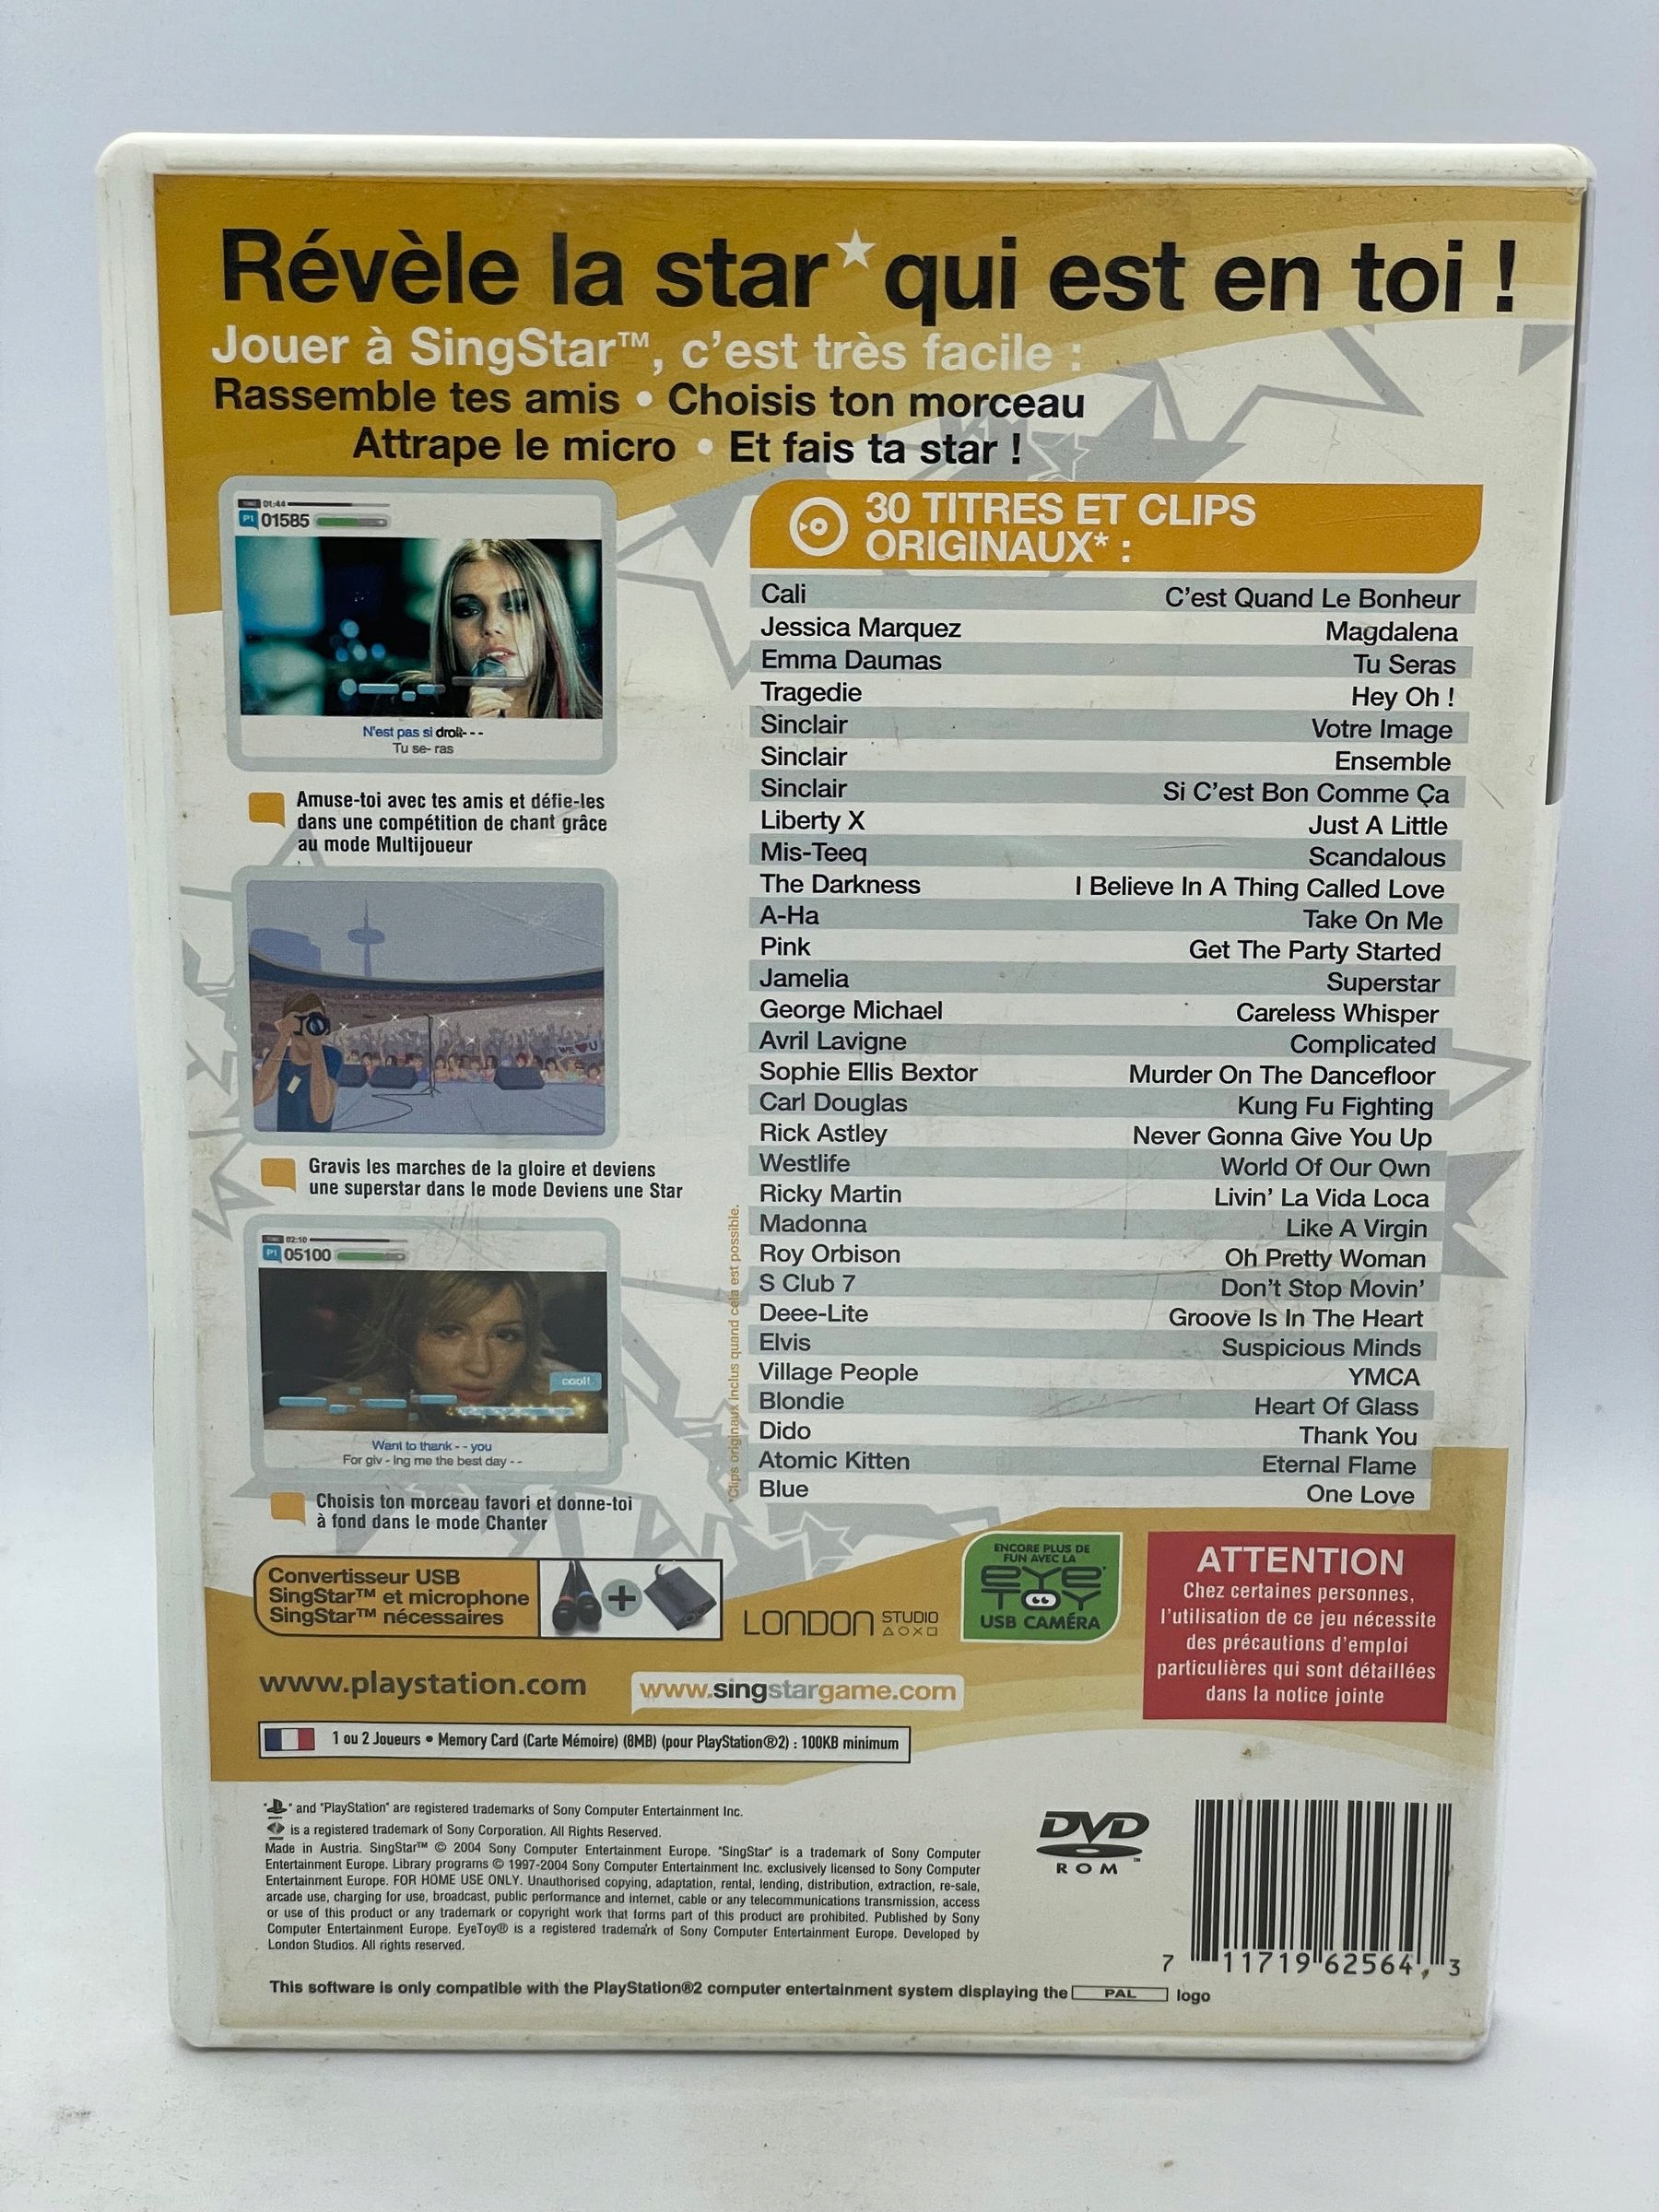 Révèle la star★qui est en toi !
Jouer à SingStar™, c'est très facile :
Rassemble tes amis • Choisis ton morceau
Attrape le micro • Et fais ta star !
01:44
P1 01585
N'est pas si droit---
Tu se- ras
Amuse-toi avec tes amis et défie-les
dans une compétition de chant grâce
au mode Multijoueur
WE ♥ U
Gravis les marches de la gloire et deviens
une superstar dans le mode Deviens une Star
02:10
P1 05100
cool!
Want to thank - - you
For giv - ing me the best day - -
Choisis ton morceau favori et donne-toi
à fond dans le mode Chanter
30 TITRES ET CLIPS
ORIGINAUX* :
Cali C'est Quand Le Bonheur
Jessica Marquez Magdalena
Emma Daumas Tu Seras
Tragedie Hey Oh !
Sinclair Votre Image
Sinclair Ensemble
Sinclair Si C'est Bon Comme Ça
Liberty X Just A Little
Mis-Teeq Scandalous
The Darkness I Believe In A Thing Called Love
A-Ha Take On Me
Pink Get The Party Started
Jamelia Superstar
George Michael Careless Whisper
Avril Lavigne Complicated
Sophie Ellis Bextor Murder On The Dancefloor
Carl Douglas Kung Fu Fighting
Rick Astley Never Gonna Give You Up
Westlife World Of Our Own
Ricky Martin Livin' La Vida Loca
Madonna Like A Virgin
Roy Orbison Oh Pretty Woman
S Club 7 Don't Stop Movin'
Deee-Lite Groove Is In The Heart
Elvis Suspicious Minds
Village People YMCA
Blondie Heart Of Glass
Dido Thank You
Atomic Kitten Eternal Flame
Blue One Love
*Clips originaux inclus quand cela est possible.
Convertisseur USB
SingStar™ et microphone
SingStar™ nécessaires
+
LONDON STUDIO
ENCORE PLUS DE
FUN AVEC LA
EYE
TOY
USB CAMÉRA
ATTENTION
Chez certaines personnes,
l'utilisation de ce jeu nécessite
des précautions d'emploi
particulières qui sont détaillées
dans la notice jointe
www.playstation.com
www.singstargame.com
1 ou 2 Joueurs • Memory Card (Carte Mémoire) (8MB) (pour PlayStation®2) : 100KB minimum
" " and "PlayStation" are registered trademarks of Sony Computer Entertainment Inc.
is a registered trademark of Sony Corporation. All Rights Reserved.
Made in Austria. SingStar™ © 2004 Sony Computer Entertainment Europe. "SingStar" is a trademark of Sony Computer
Entertainment Europe. Library programs © 1997-2004 Sony Computer Entertainment Inc. exclusively licensed to Sony Computer
Entertainment Europe. FOR HOME USE ONLY. Unauthorised copying, adaptation, rental, lending, distribution, extraction, re-sale,
arcade use, charging for use, broadcast, public performance and internet, cable or any telecommunications transmission, access
or use of this product or any trademark or copyright work that forms part of this product are prohibited. Published by Sony
Computer Entertainment Europe. EyeToy® is a registered trademark of Sony Computer Entertainment Europe. Developed by
London Studios. All rights reserved.
DVD
ROM
7 11719 62564 3
This software is only compatible with the PlayStation®2 computer entertainment system displaying the PAL logo